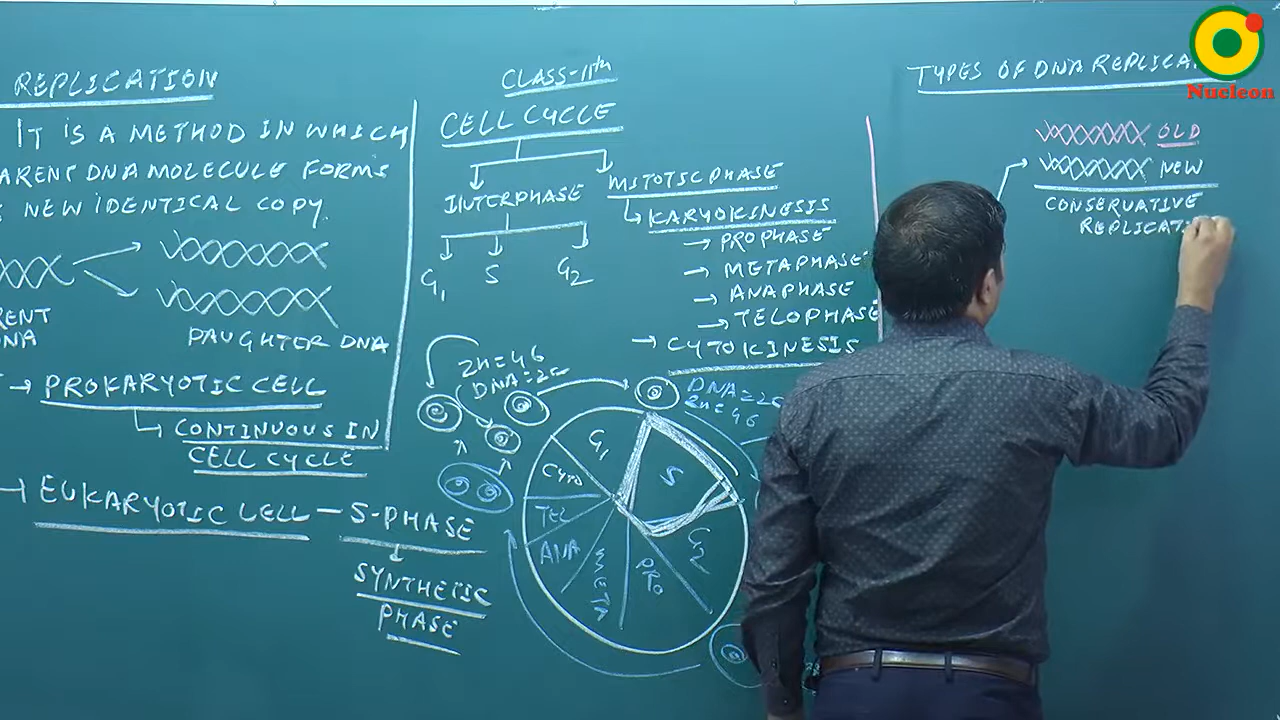 REPLICATION
IT IS A METHOD IN WHICH
ARENT DNA MOLECULE FORMS
NEW IDENTICAL COPY.
RENT
DNA
DAUGHTER DNA
→ PROKARYOTIC CELL
CONTINUOUS IN
CELL CYCLE
→ EUKARYOTIC CELL – S-PHASE
SYNTHETIC
PHASE
CLASS-11th
CELL CYCLE
INTERPHASE
G1 S G2
MITOTIC PHASE
KARYOKINESIS
→ PROPHASE
→ METAPHASE
→ ANAPHASE
→ TELOPHASE
→ CYTOKINESIS
2n=46
DNA=2C
DNA=2C
2n=46
G1
S
G2
PRO
META
ANA
TEL
CYTO
TYPES OF DNA REPLICA
OLD
NEW
CONSERVATIVE
REPLICATI
Nucleon